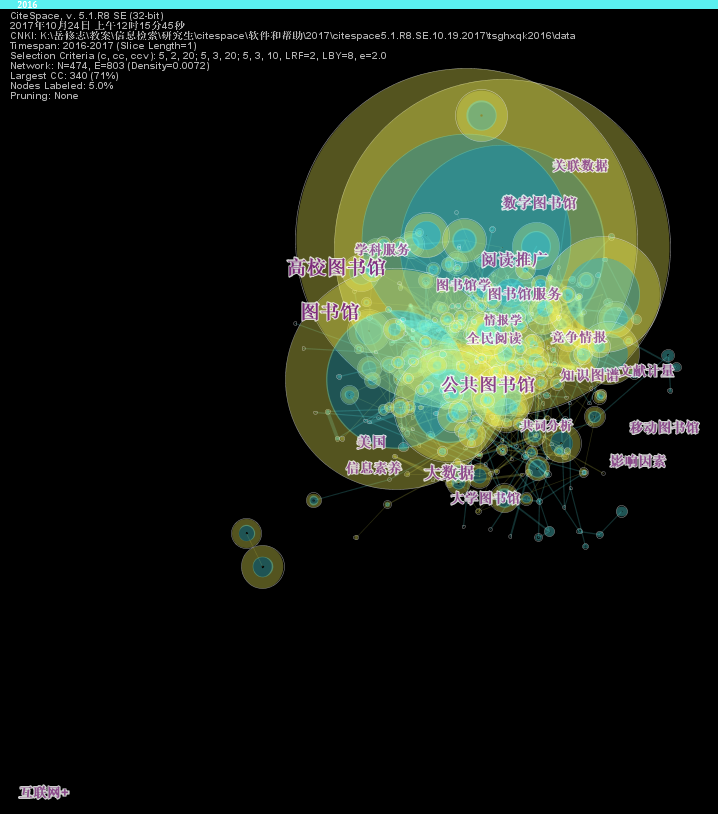 2016
CiteSpace, v. 5.1.R8 SE (32-bit)
2017年10月24日 上午12时15分45秒
CNKI: K:\岳修志\教案\信息检索\研究生\citespace\软件和帮助\2017\citespace5.1.R8.SE.10.19.2017\tsghxqk2016\data
Timespan: 2016-2017 (Slice Length=1)
Selection Criteria (c, cc, ccv): 5, 2, 20; 5, 3, 20; 5, 3, 10, LRF=2, LBY=8, e=2.0
Network: N=474, E=803 (Density=0.0072)
Largest CC: 340 (71%)
Nodes Labeled: 5.0%
Pruning: None
关联数据
数字图书馆
学科服务
阅读推广
高校图书馆
图书馆学
图书馆服务
图书馆
情报学
全民阅读
竞争情报
知识图谱
文献计量
公共图书馆
共词分析
移动图书馆
美国
影响因素
信息素养
大数据
大学图书馆
互联网+